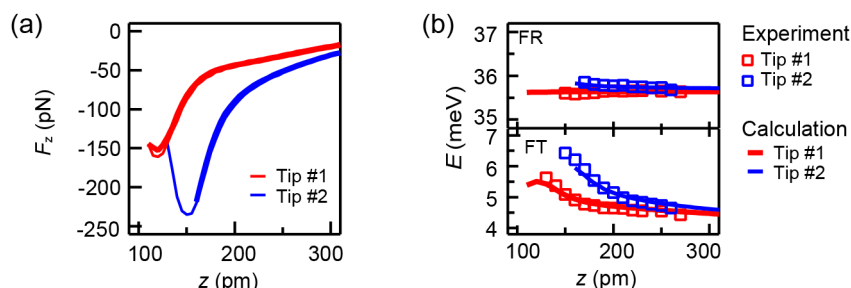 (a)
0
-50
-100
-150
-200
-250
F_z (pN)
Tip #1
Tip #2
100
200
300
z (pm)
(b)
FR
36
35
7
FT
6
5
4
E (meV)
100
200
300
z (pm)
Experiment
Tip #1
Tip #2
Calculation
Tip #1
Tip #2